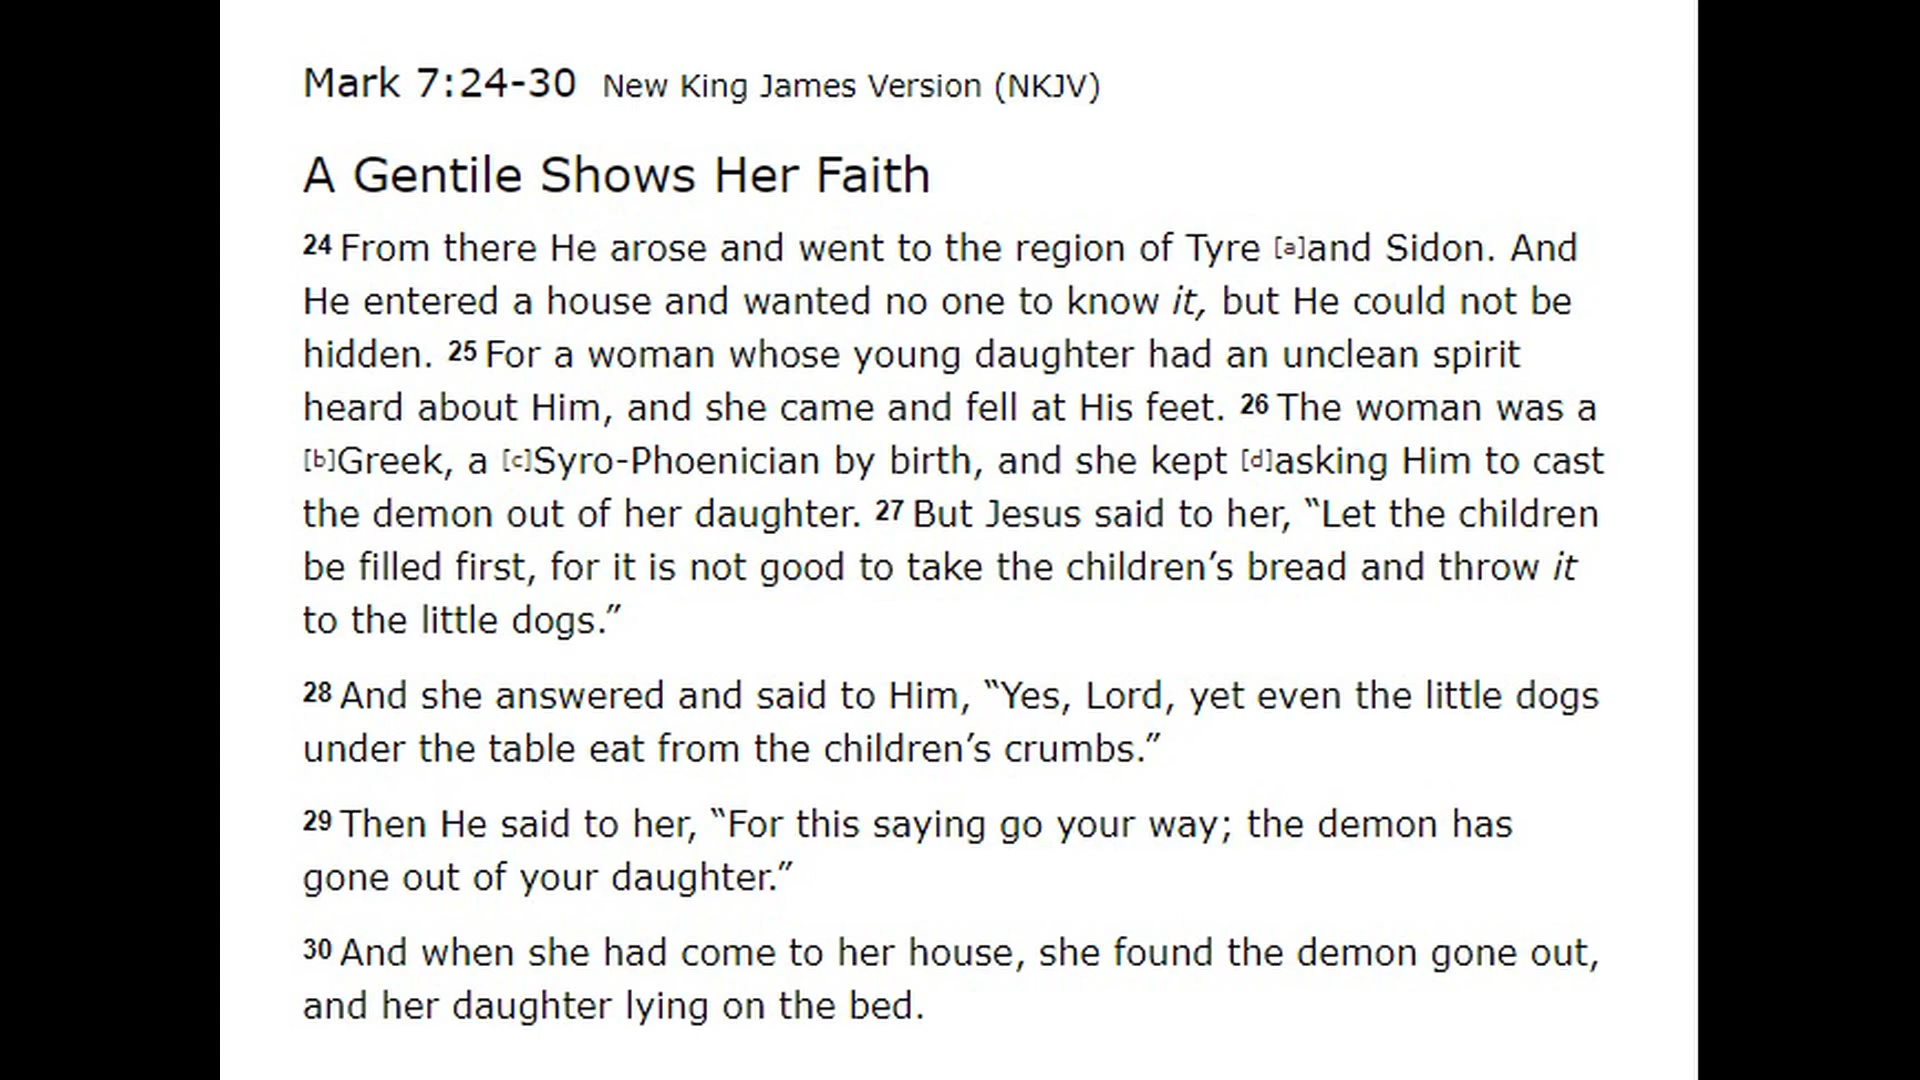 Mark 7:24-30 New King James Version (NKJV)
A Gentile Shows Her Faith
24 From there He arose and went to the region of Tyre [a]and Sidon. And
He entered a house and wanted no one to know it, but He could not be
hidden. 25 For a woman whose young daughter had an unclean spirit
heard about Him, and she came and fell at His feet. 26 The woman was a
[b]Greek, a [c]Syro-Phoenician by birth, and she kept [d]asking Him to cast
the demon out of her daughter. 27 But Jesus said to her, “Let the children
be filled first, for it is not good to take the children’s bread and throw it
to the little dogs.”
28 And she answered and said to Him, “Yes, Lord, yet even the little dogs
under the table eat from the children’s crumbs.”
29 Then He said to her, “For this saying go your way; the demon has
gone out of your daughter.”
30 And when she had come to her house, she found the demon gone out,
and her daughter lying on the bed.